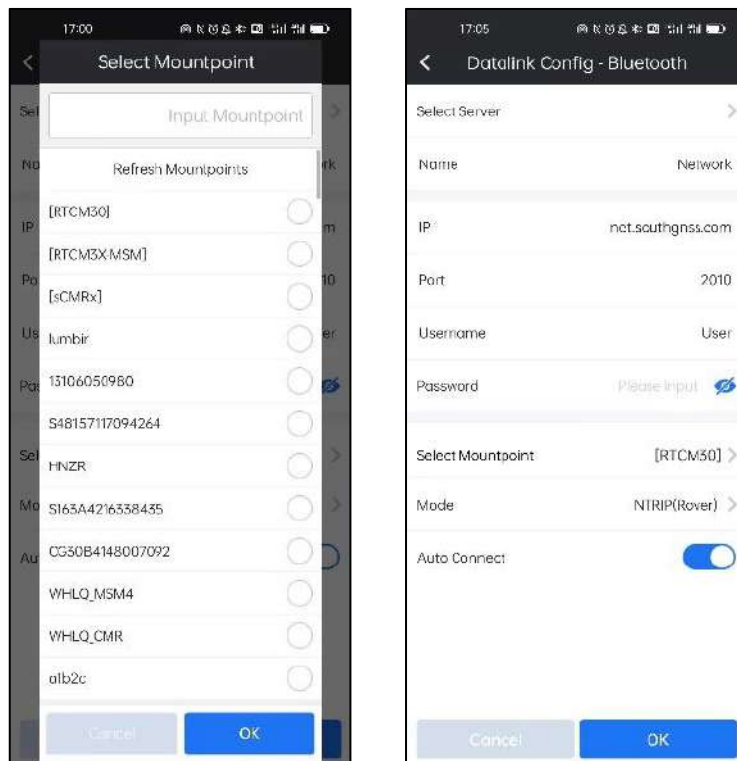 17:00
Select Mountpoint
Input Mountpoint
Refresh Mountpoints
[RTCM30]
[RTCM3X-MSM]
[sCMRx]
lumbir
13106050980
S48157117094264
HNZR
S163A4216338435
CG30B4148007092
WHLQ_MSM4
WHLQ_CMR
a1b2c
Cancel OK
17:05
Datalink Config - Bluetooth
Select Server
Name Network
IP net.southgnss.com
Port 2010
Username User
Password Please Input
Select Mountpoint [RTCM30]
Mode NTRIP(Rover)
Auto Connect
Cancel OK